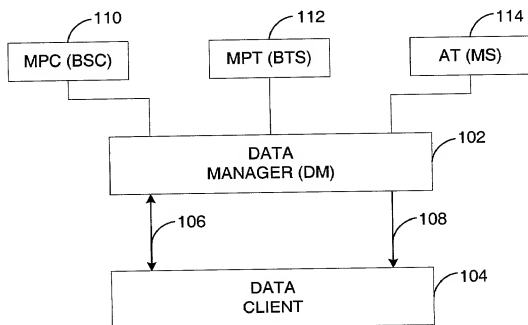 110
112
114
MPC (BSC)
MPT (BTS)
AT (MS)
DATA
MANAGER (DM)
102
106
108
DATA
CLIENT
104